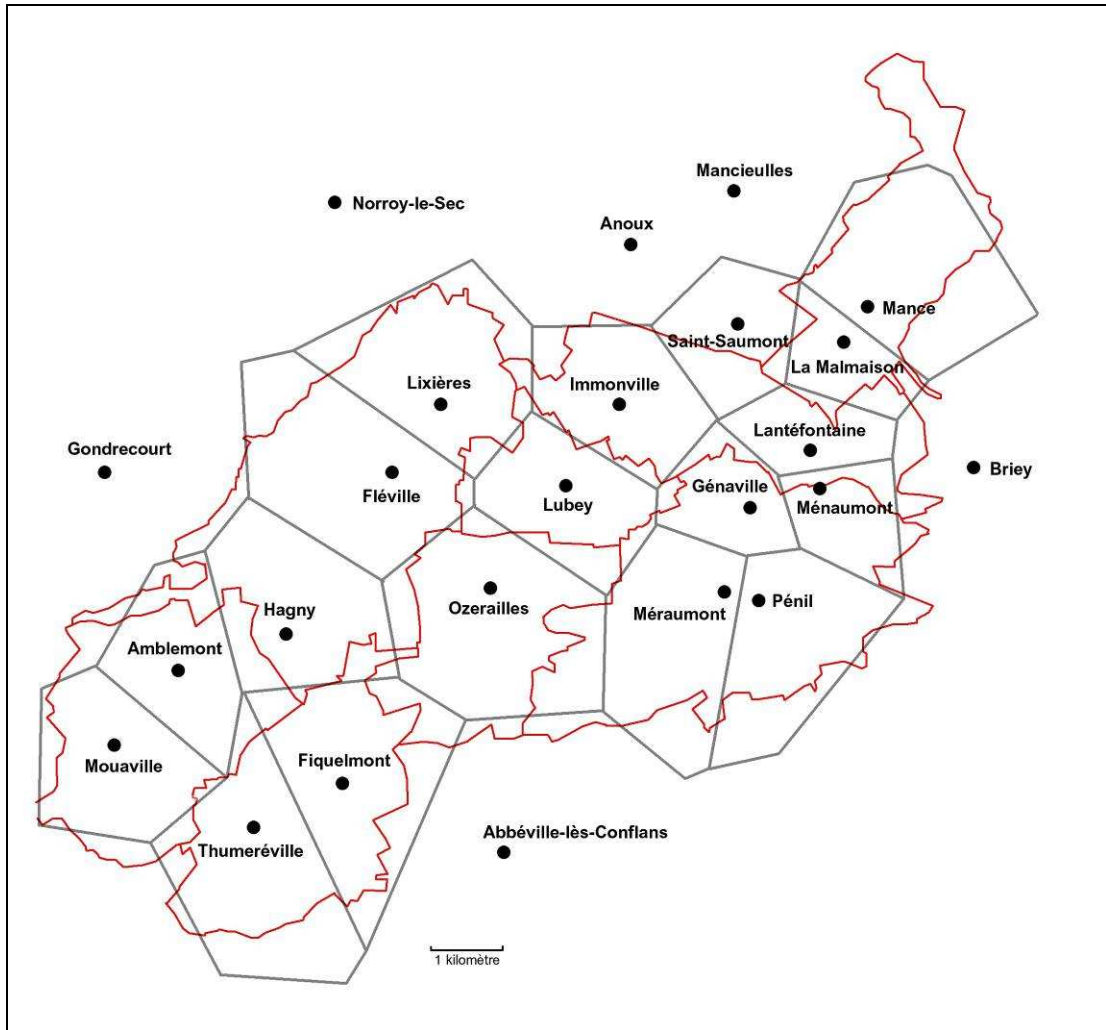 Mancieulles
Norroy-le-Sec
Anoux
Mance
Saint-Saumont
La Malmaison
Lixières
Immonville
Lantéfontaine
Gondrecourt
Briey
Fléville
Génaville
Lubey
Ménaumont
Hagny
Ozerailles
Méraumont
Pénil
Amblemont
Mouaville
Fiquelmont
Abbéville-lès-Conflans
Thumeréville
1 kilomètre